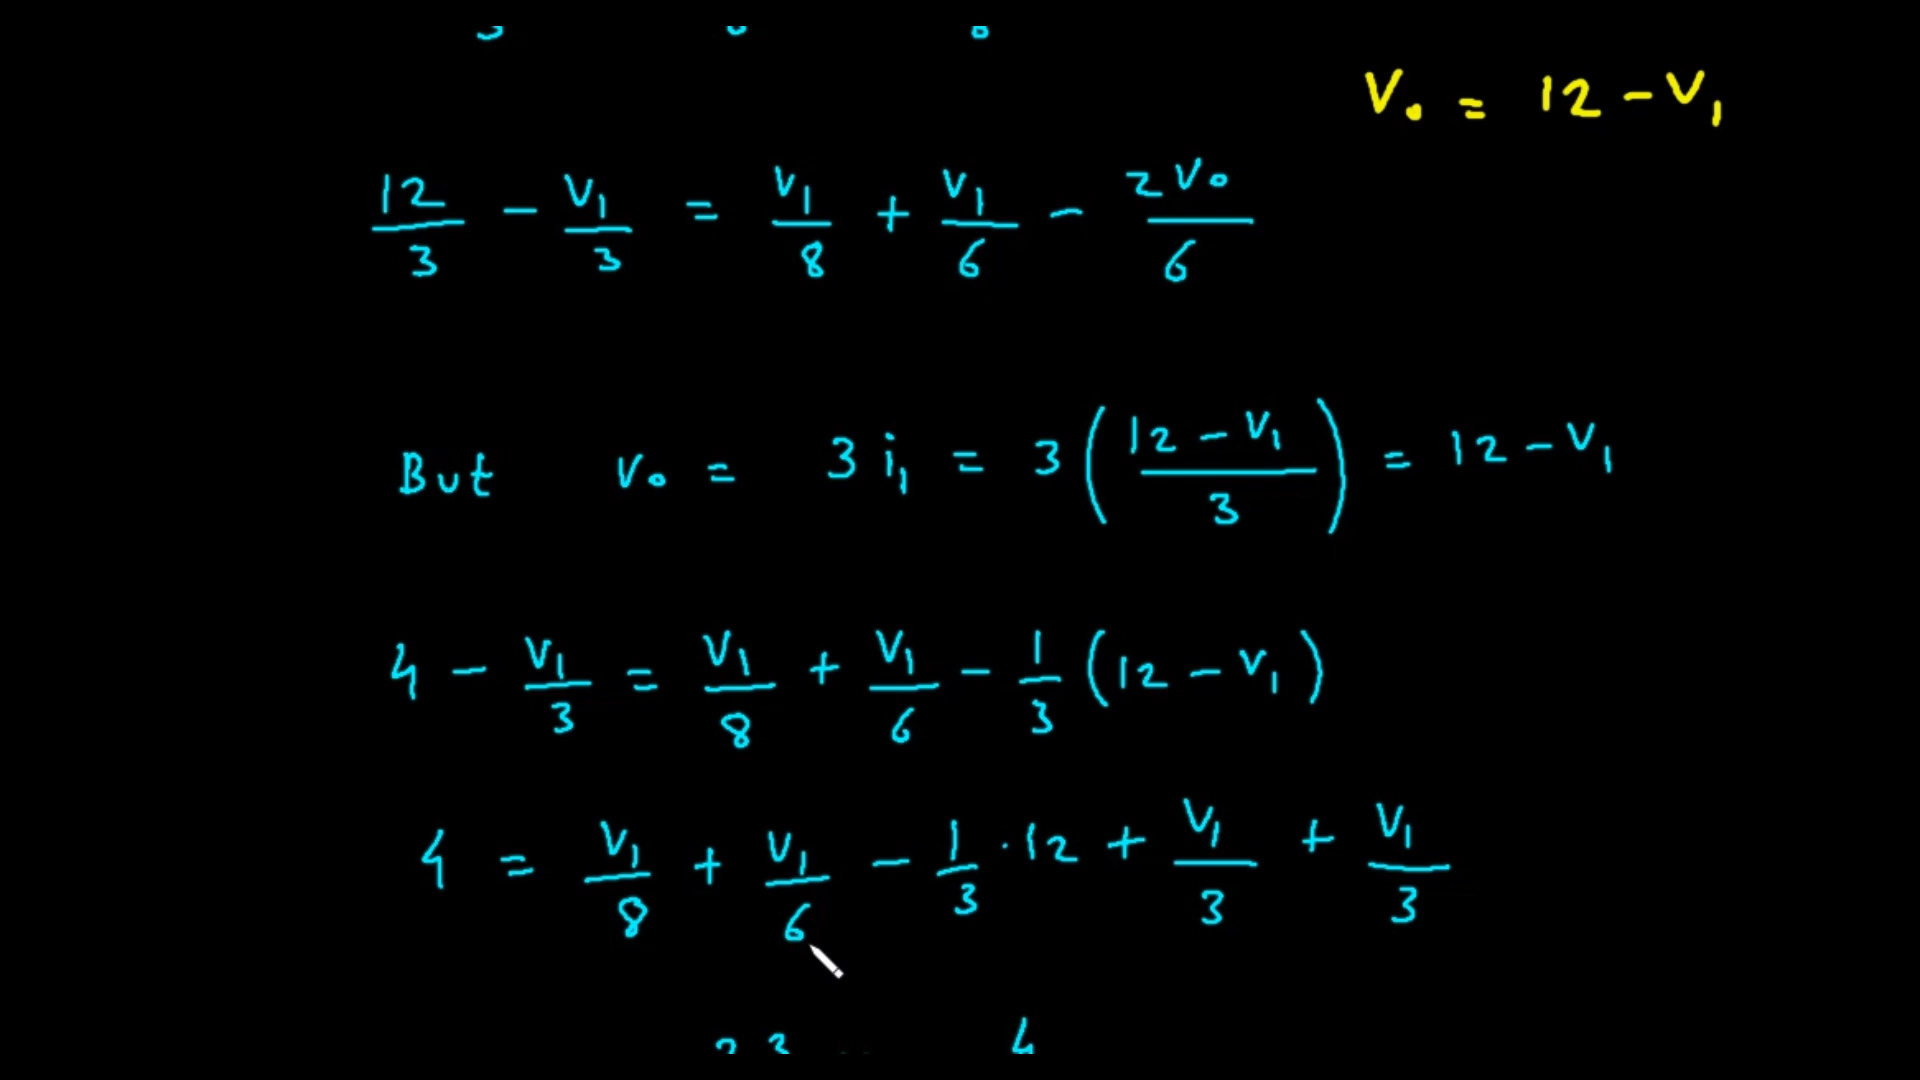 V₀ = 12 - V₁
12/3 - V₁/3 = V₁/8 + V₁/6 - 2V₀/6
But V₀ = 3 i₁ = 3 ( (12 - V₁)/3 ) = 12 - V₁
4 - V₁/3 = V₁/8 + V₁/6 - 1/3 (12 - V₁)
4 = V₁/8 + V₁/6 - 1/3 · 12 + V₁/3 + V₁/3